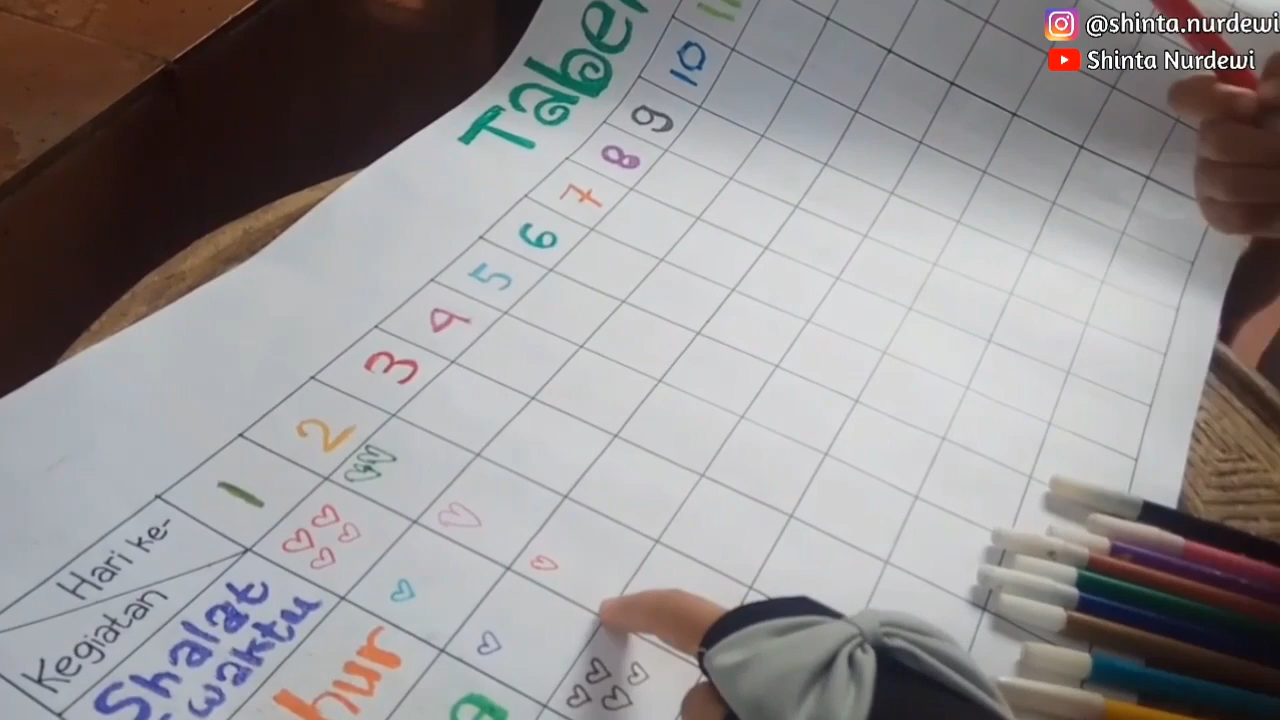 @shinta.nurdewi
Shinta Nurdewi
Tabel
1
2
3
4
5
6
7
8
9
10
11
Hari ke-
Kegiatan
Shalat
waktu
hur